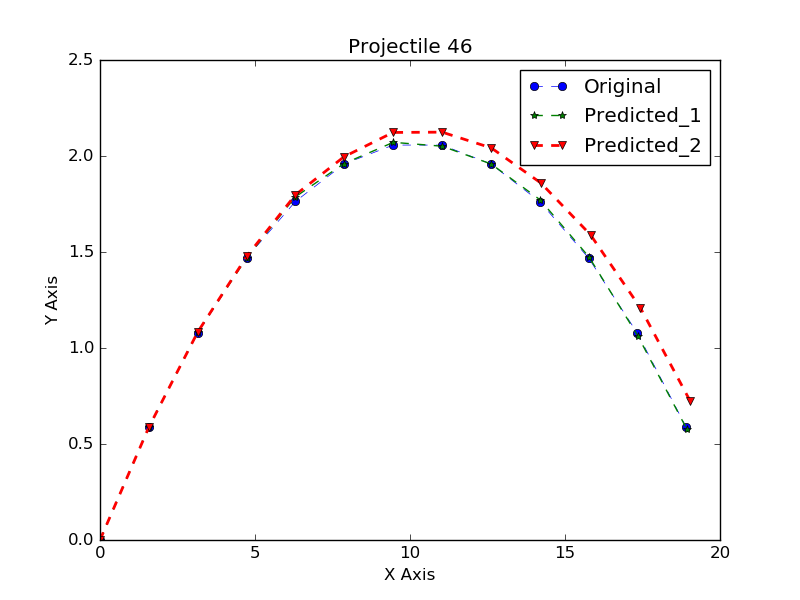 Projectile 46
Original
Predicted_1
Predicted_2
Y Axis
2.5
2.0
1.5
1.0
0.5
0.0
0 5 10 15 20
X Axis